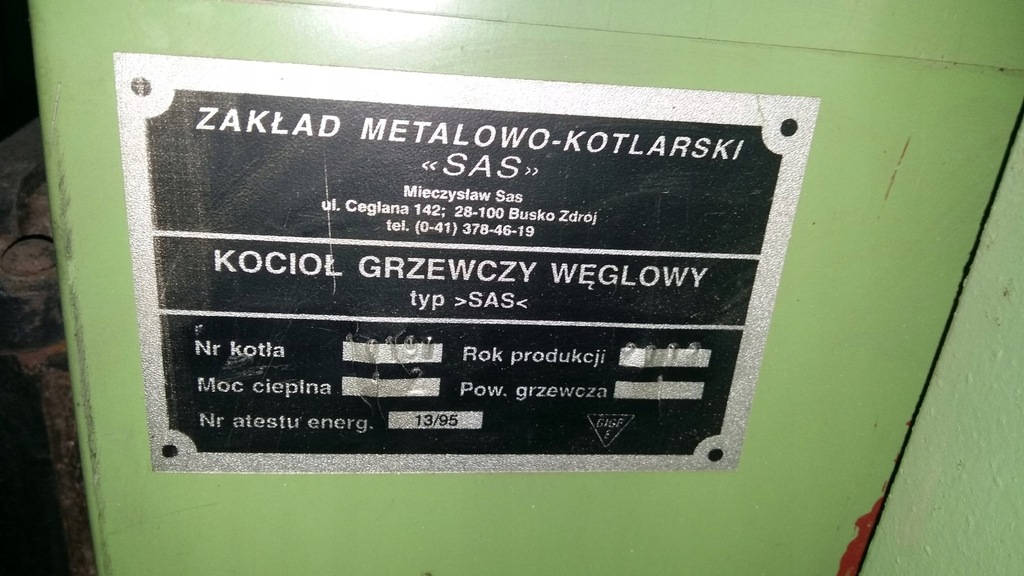 ZAKŁAD METALOWO-KOTLARSKI
«SAS»
Mieczysław Sas
ul. Ceglana 142; 28-100 Busko Zdrój
tel. (0-41) 378-46-19
KOCIOŁ GRZEWCZY WĘGLOWY
typ >SAS<
Nr kotła
Rok produkcji
Moc cieplna
Pow. grzewcza
Nr atestu energ. 13/95